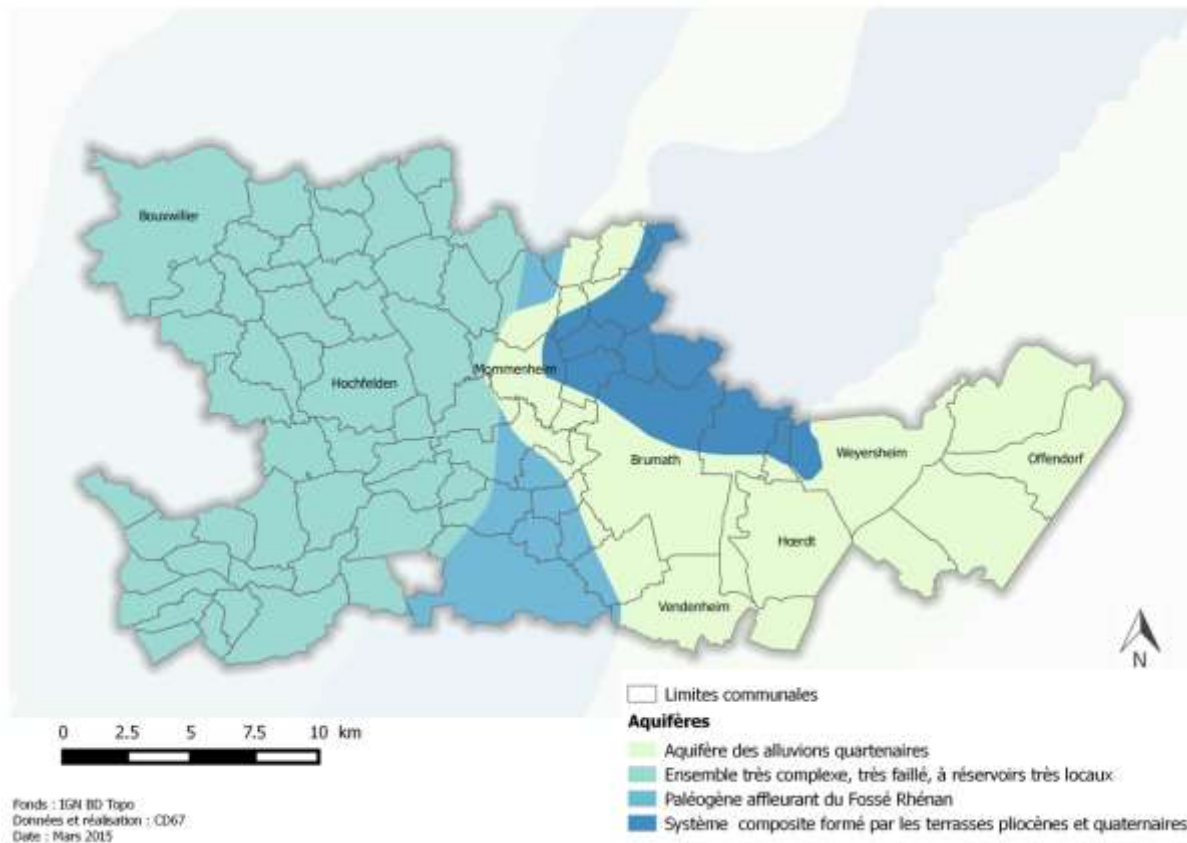 Bouxwiller
Hochfelden
Mommenheim
Brumath
Weyersheim
Offendorf
Hœrdt
Vendenheim
N
0 2.5 5 7.5 10 km
Limites communales
Aquifères
Aquifère des alluvions quartenaires
Ensemble très complexe, très faillé, à réservoirs très locaux
Paléogène affleurant du Fossé Rhénan
Système composite formé par les terrasses pliocènes et quaternaires
Fonds : IGN BD Topo
Données et réalisation : CD67
Date : Mars 2015